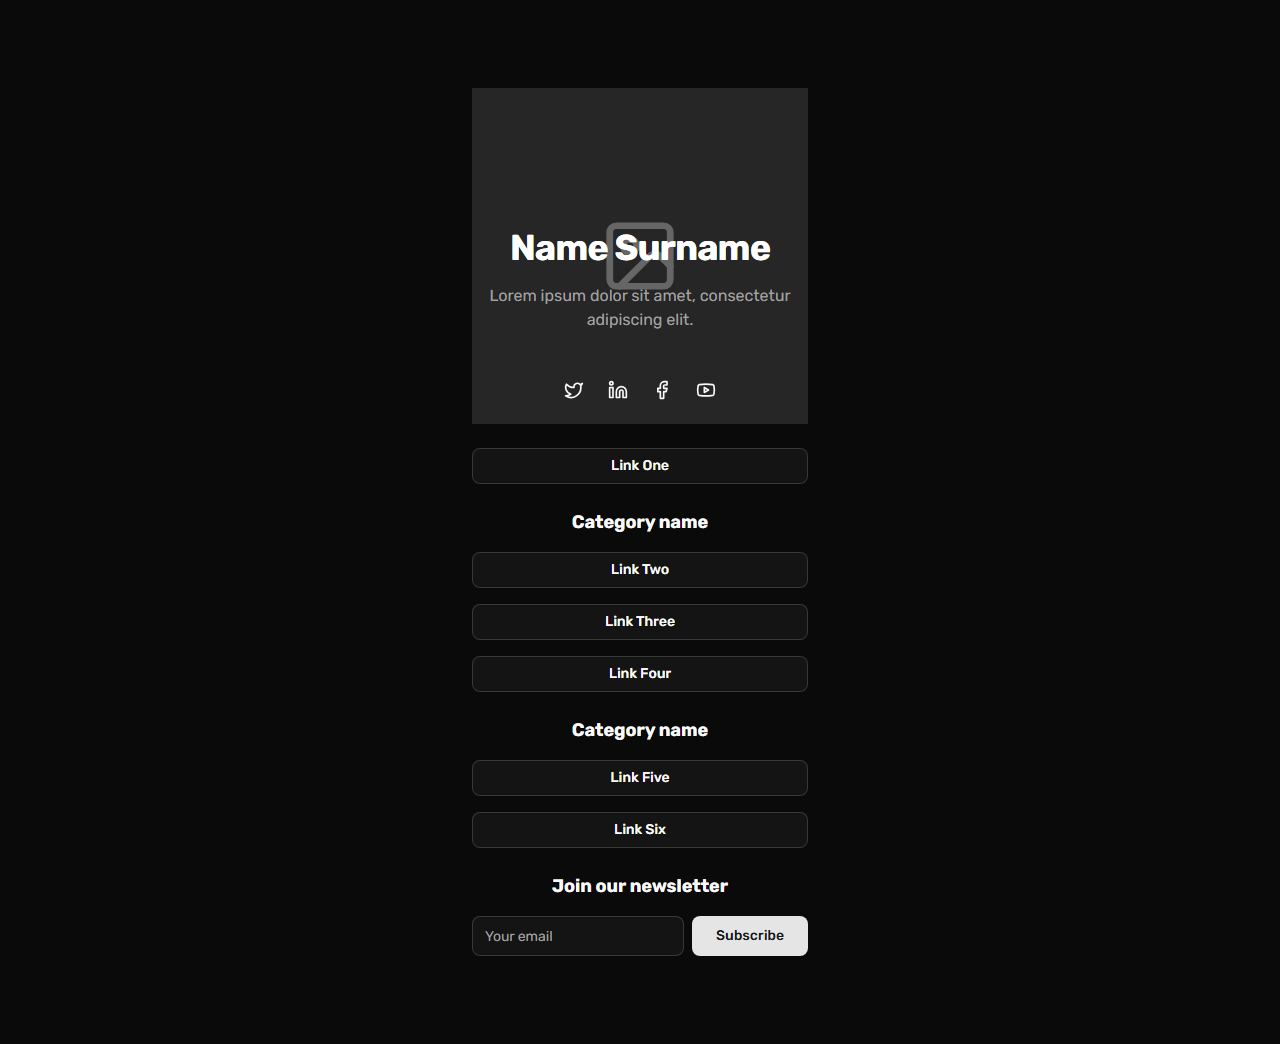 Name Surname
Lorem ipsum dolor sit amet, consectetur
adipiscing elit.
Link One
Category name
Link Two
Link Three
Link Four
Category name
Link Five
Link Six
Join our newsletter
Your email
Subscribe